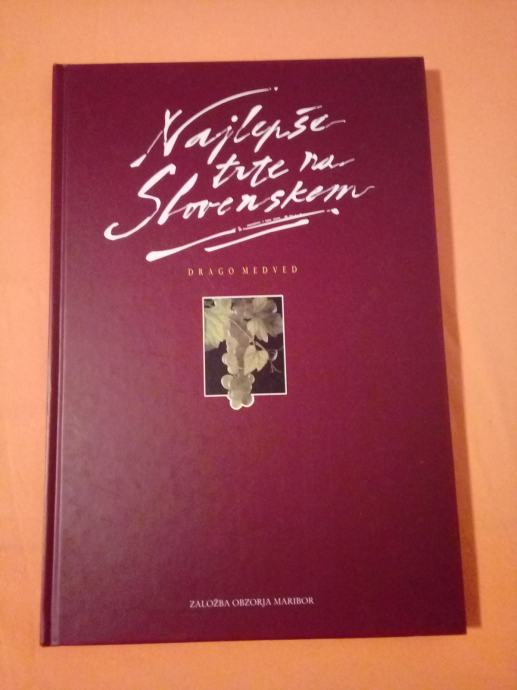 Najlepše
trte na
Slovenskem
DRAGO MEDVED
ZALOŽBA OBZORJA MARIBOR